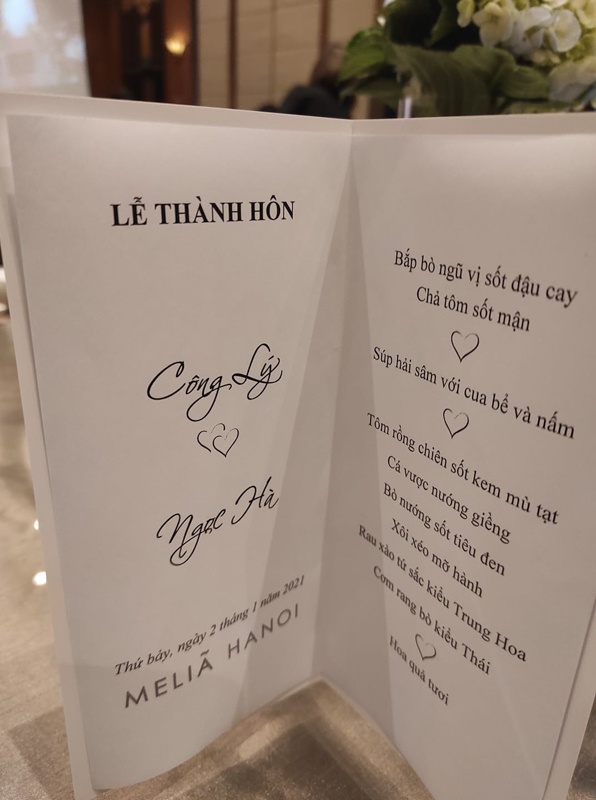 LỄ THÀNH HÔN
Công Lý
Ngọc Hà
Thứ bảy, ngày 2 tháng 1 năm 2021
MELIÃ HANOI
Bắp bò ngũ vị sốt đậu cay
Chả tôm sốt mận
Súp hải sâm với cua bể và nấm
Tôm rồng chiên sốt kem mù tạt
Cá vược nướng giềng
Bò nướng sốt tiêu đen
Xôi xéo mỡ hành
Rau xào tứ sắc kiểu Trung Hoa
Cơm rang bò kiểu Thái
Hoa quả tươi